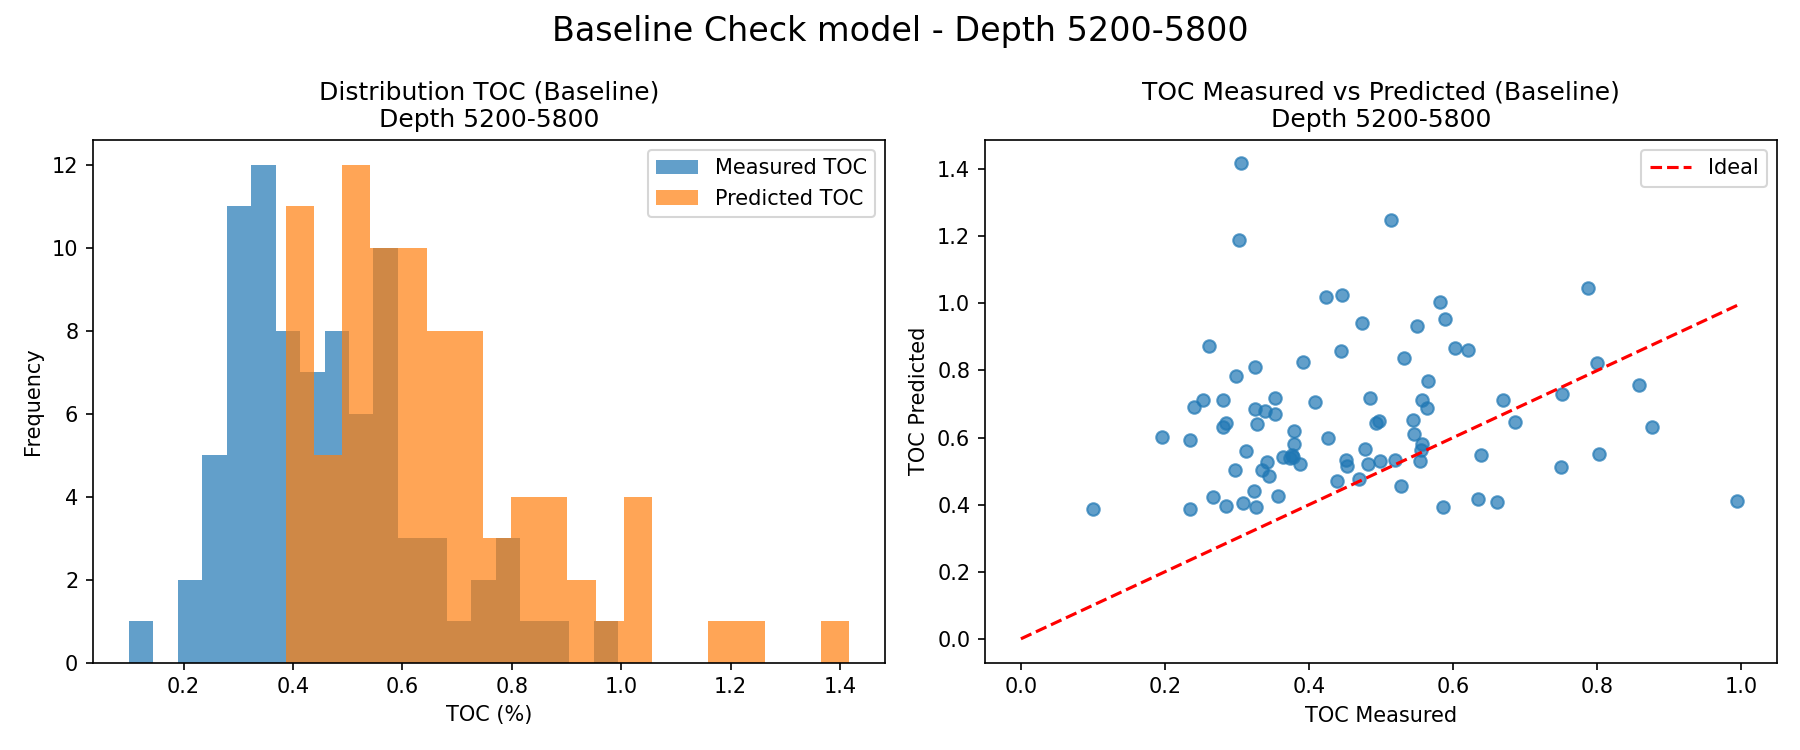 Baseline Check model - Depth 5200-5800
Distribution TOC (Baseline)
Depth 5200-5800
Measured TOC
Predicted TOC
12
10
8
6
4
2
0
Frequency
0.2 0.4 0.6 0.8 1.0 1.2 1.4
TOC (%)
TOC Measured vs Predicted (Baseline)
Depth 5200-5800
Ideal
1.4
1.2
1.0
0.8
0.6
0.4
0.2
0.0
TOC Predicted
0.0 0.2 0.4 0.6 0.8 1.0
TOC Measured